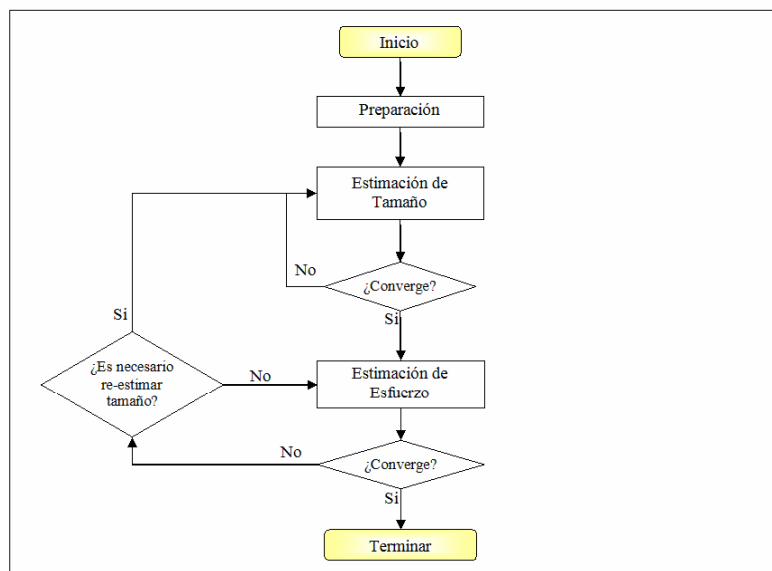 Inicio
Preparación
Estimación de
Tamaño
No
¿Converge?
Si
Si
¿Es necesario
re-estimar
tamaño?
No
Estimación de
Esfuerzo
No
¿Converge?
Si
Terminar